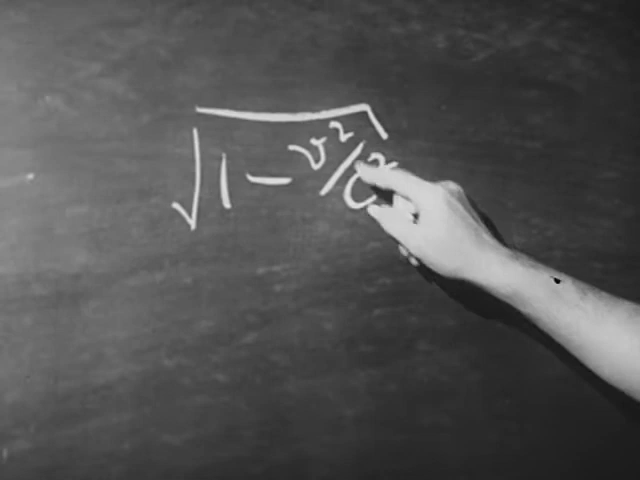 √1 - v²/c²